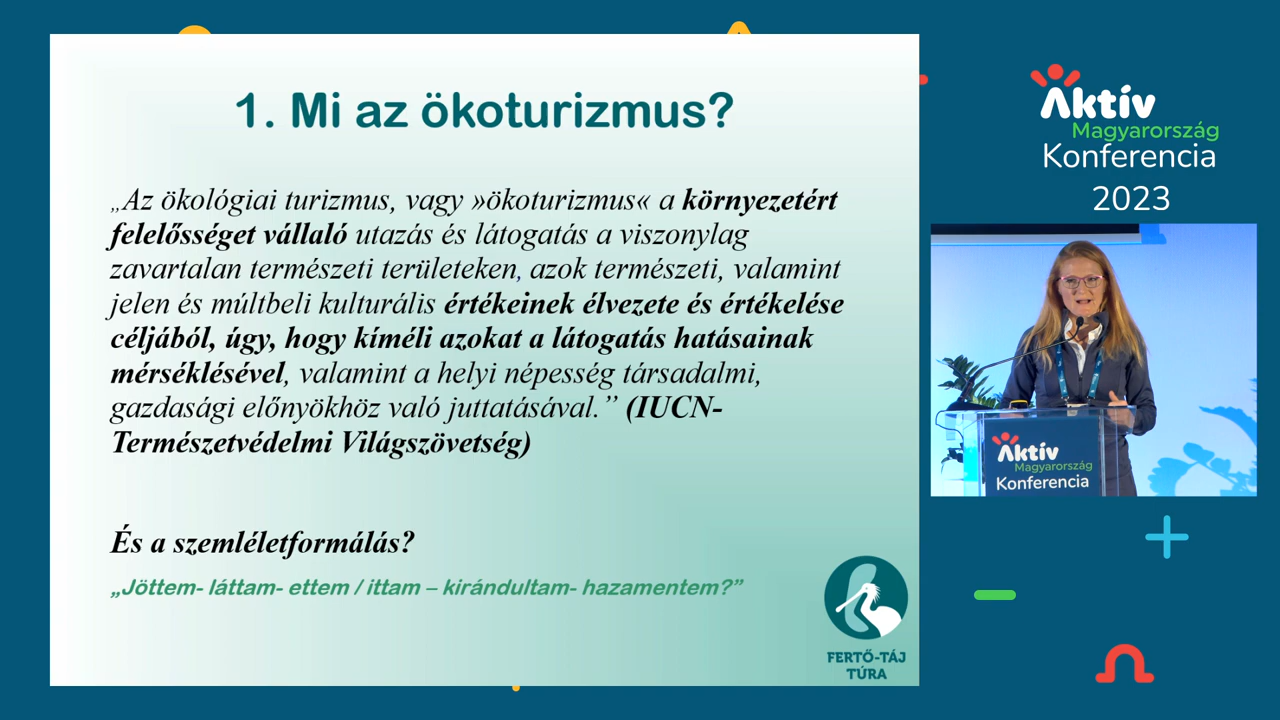 1. Mi az ökoturizmus?
„Az ökológiai turizmus, vagy »ökoturizmus« a környezetért
felelősséget vállaló utazás és látogatás a viszonylag
zavartalan természeti területeken, azok természeti, valamint
jelen és múltbeli kulturális értékeinek élvezete és értékelése
céljából, úgy, hogy kíméli azokat a látogatás hatásainak
mérséklésével, valamint a helyi népesség társadalmi,
gazdasági előnyökhöz való juttatásával.” (IUCN-
Természetvédelmi Világszövetség)
És a szemléletformálás?
„Jöttem- láttam- ettem / ittam – kirándultam- hazamentem?”
FERTŐ-TÁJ
TÚRA
Aktív
Magyarország
Konferencia
2023
Aktív
Magyarország
Konferencia